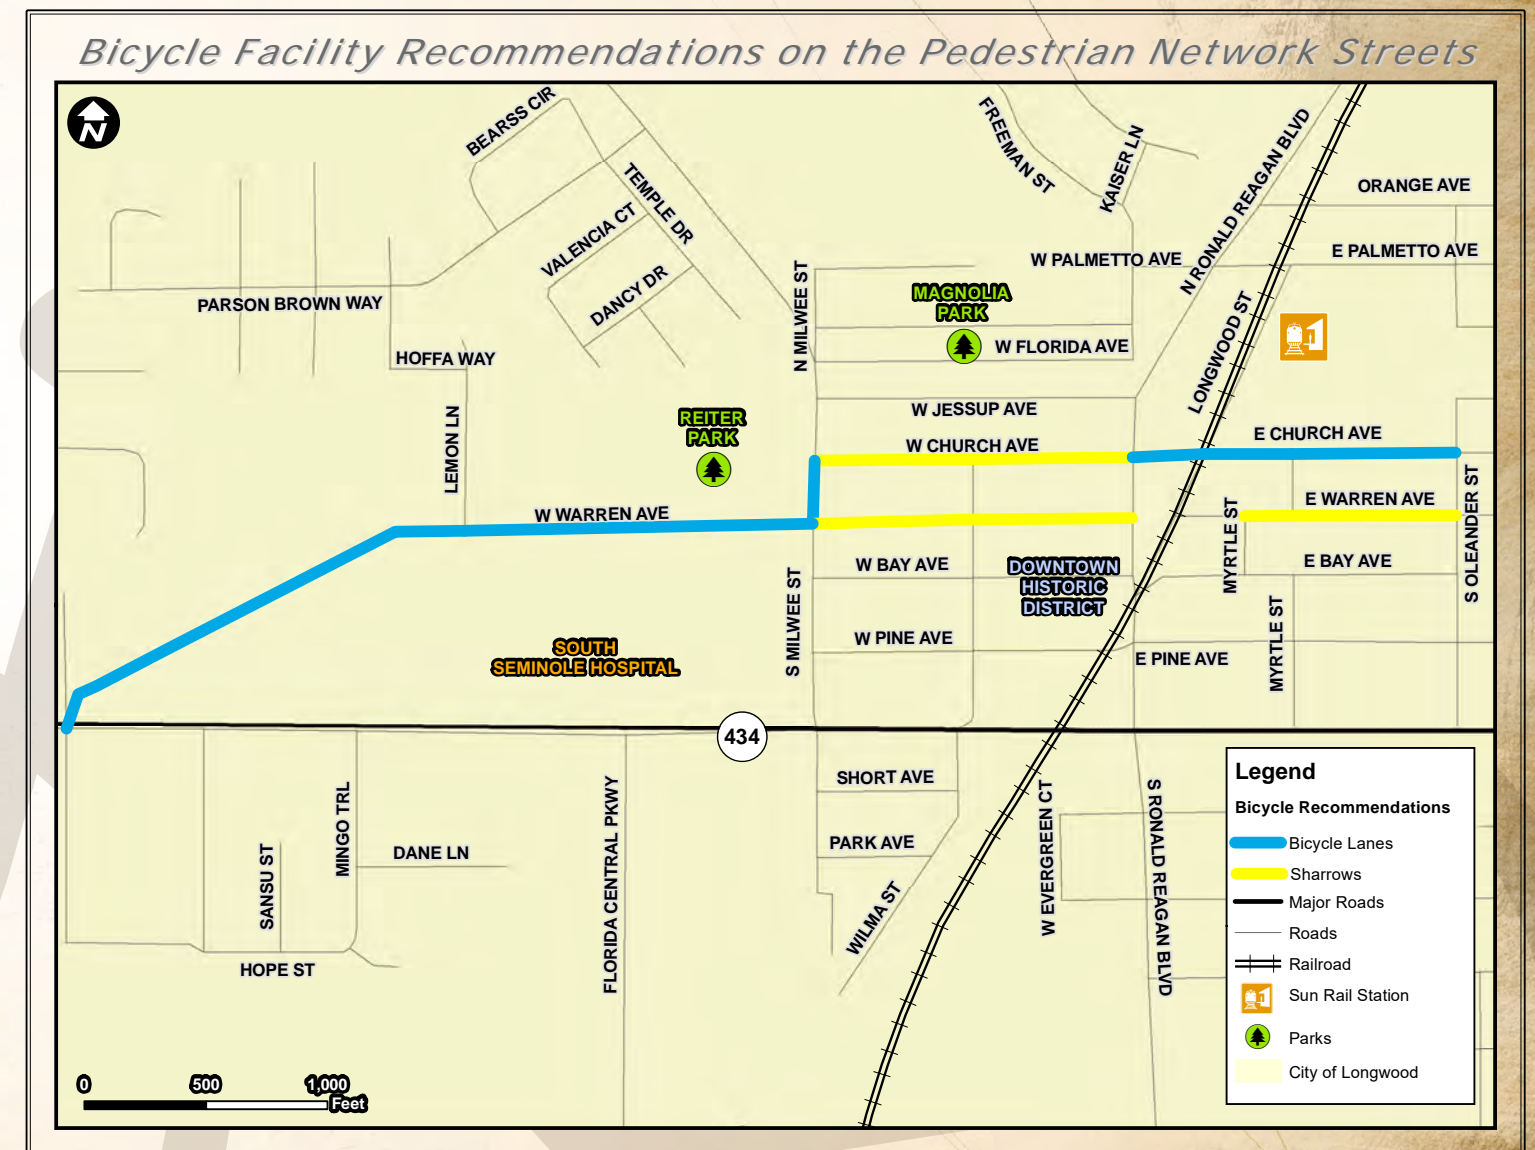 Bicycle Facility Recommendations on the Pedestrian Network Streets
N
BEARSS CIR
TEMPLE DR
VALENCIA CT
DANCY DR
PARSON BROWN WAY
HOFFA WAY
LEMON LN
FREEMAN ST
KAISER LN
N RONALD REAGAN BLVD
ORANGE AVE
W PALMETTO AVE
E PALMETTO AVE
N MILWEE ST
MAGNOLIA
PARK
W FLORIDA AVE
LONGWOOD ST
W JESSUP AVE
REITER
PARK
W CHURCH AVE
E CHURCH AVE
W WARREN AVE
E WARREN AVE
MYRTLE ST
S OLEANDER ST
W BAY AVE
DOWNTOWN
HISTORIC
DISTRICT
E BAY AVE
S MILWEE ST
SOUTH
SEMINOLE HOSPITAL
W PINE AVE
E PINE AVE
MYRTLE ST
434
SHORT AVE
PARK AVE
WILMA ST
W EVERGREEN CT
S RONALD REAGAN BLVD
FLORIDA CENTRAL PKWY
MINGO TRL
SANSU ST
DANE LN
HOPE ST
0 500 1,000
Feet
Legend
Bicycle Recommendations
Bicycle Lanes
Sharrows
Major Roads
Roads
Railroad
Sun Rail Station
Parks
City of Longwood